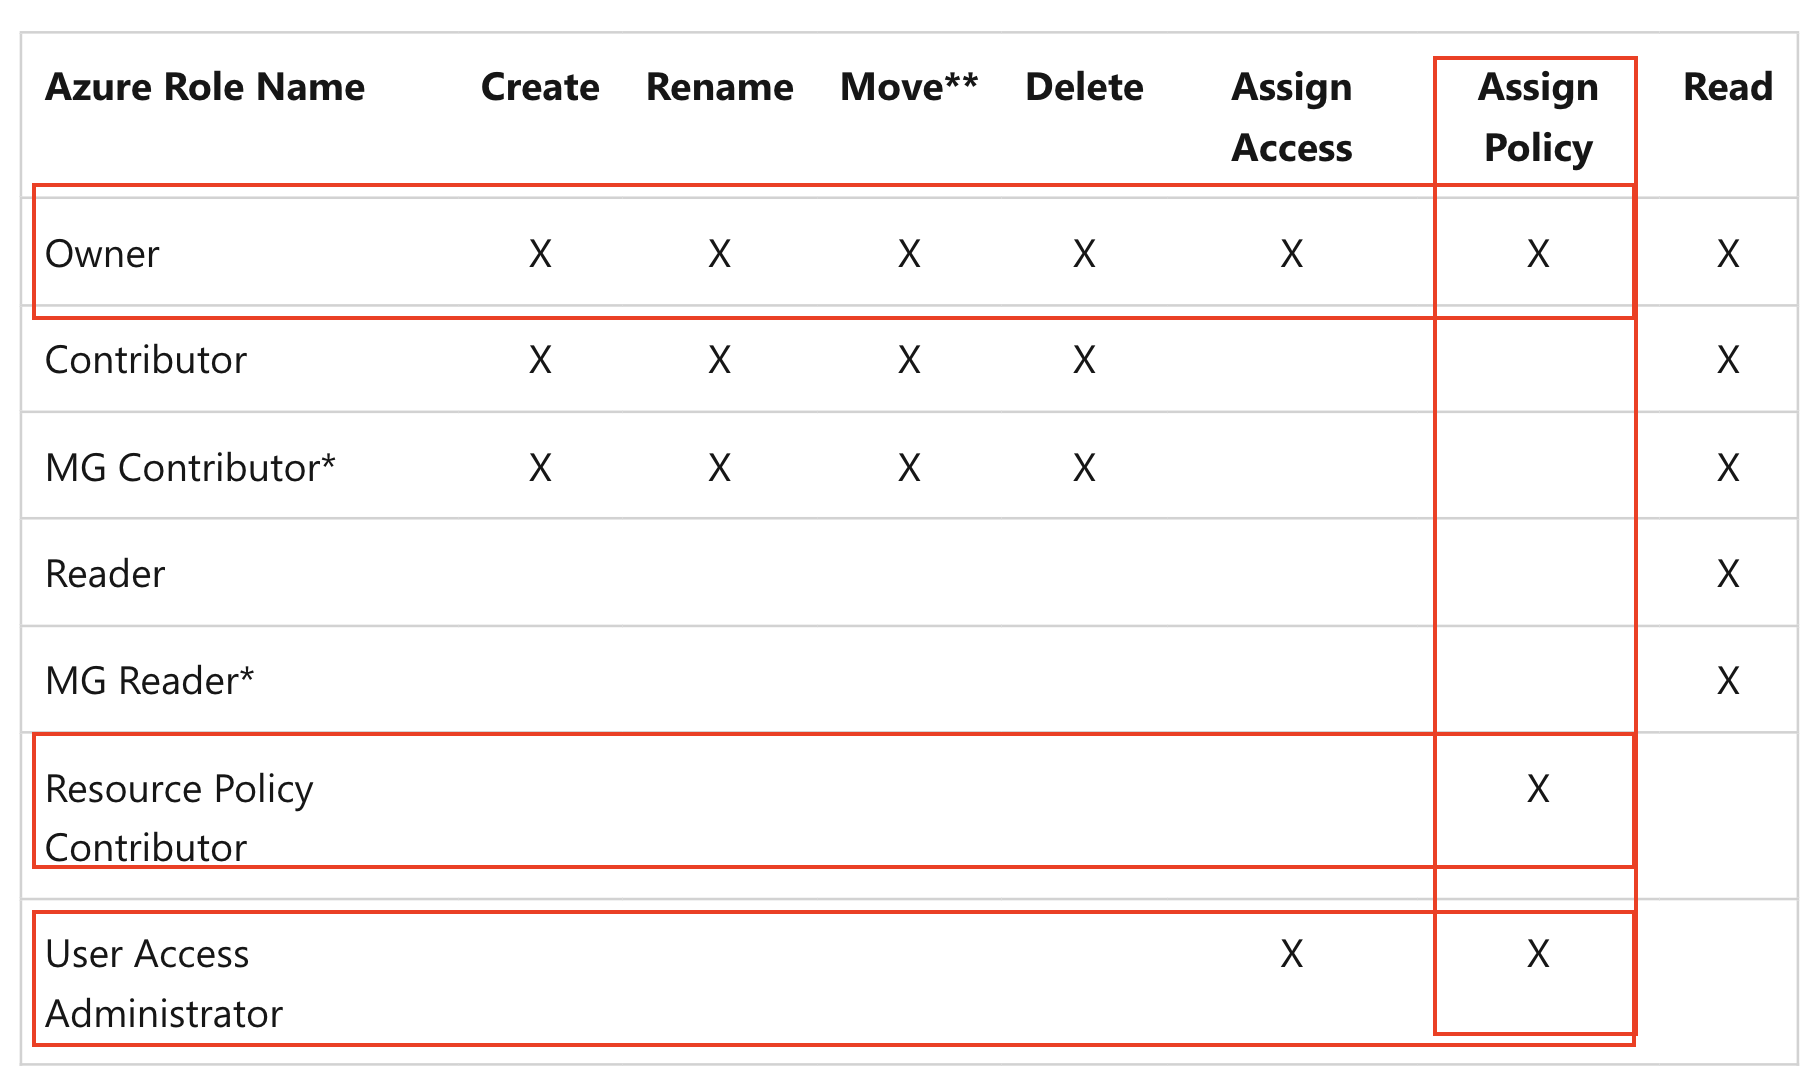 Azure Role Name Create Rename Move** Delete Assign Access Assign Policy Read
Owner X X X X X X X
Contributor X X X X X
MG Contributor* X X X X X
Reader X
MG Reader* X
Resource Policy Contributor X
User Access Administrator X X